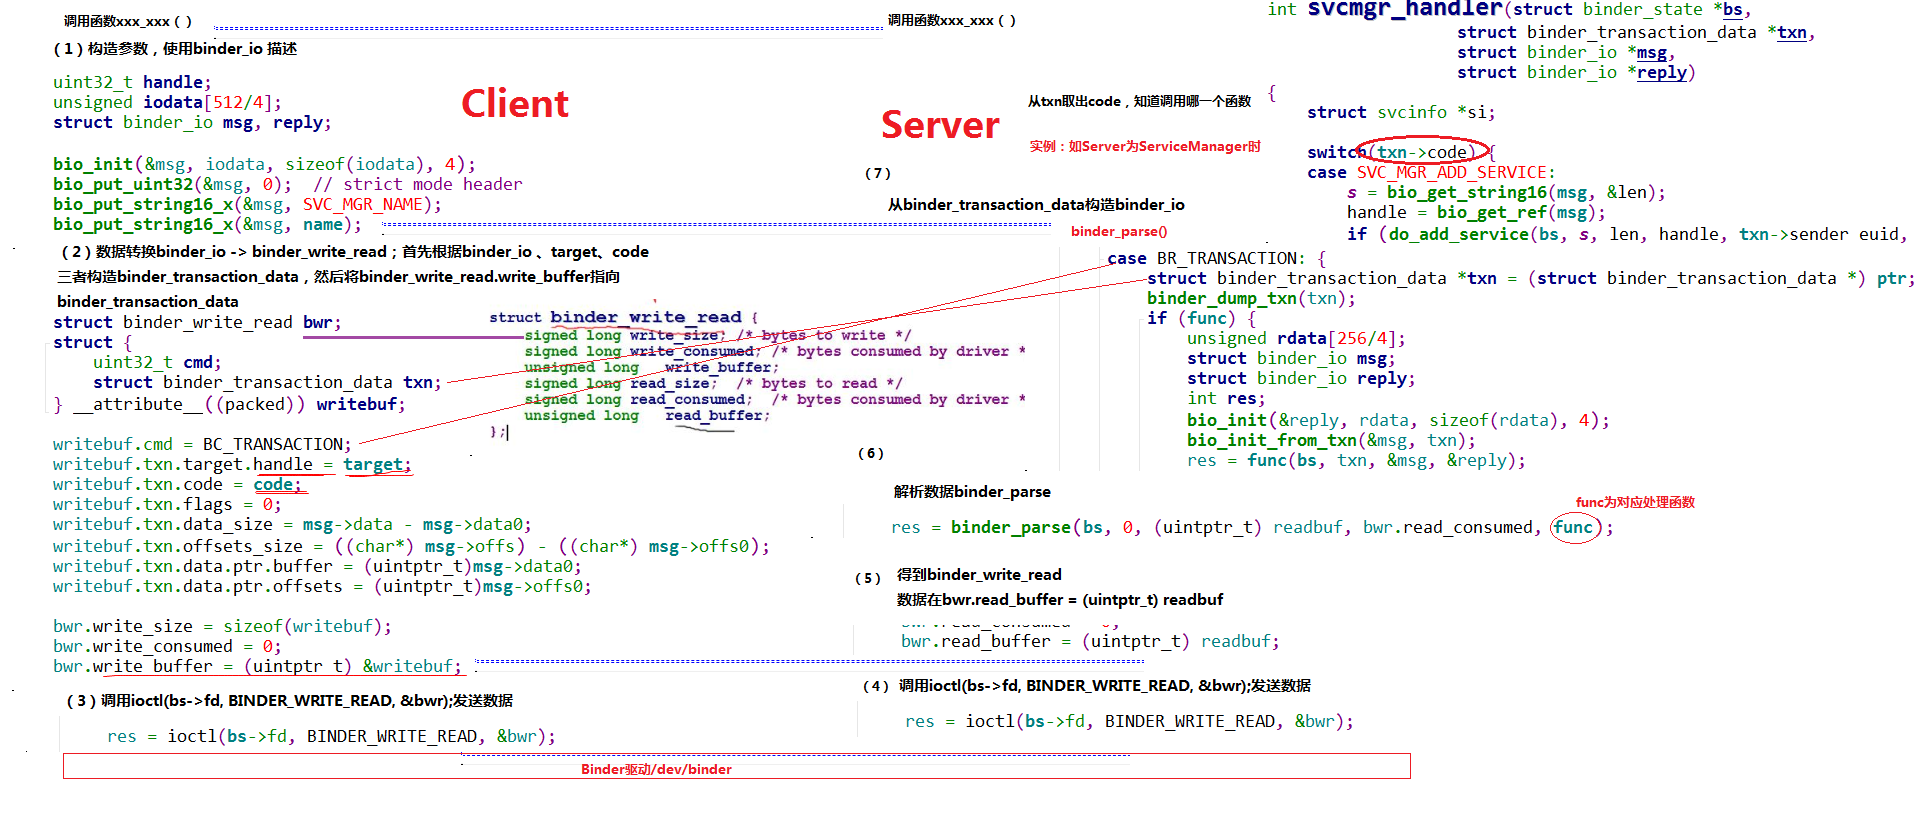 调用函数xxx_xxx（）
（1）构造参数，使用binder_io 描述
uint32_t handle;
unsigned iodata[512/4];
struct binder_io msg, reply;
Client
bio_init(&msg, iodata, sizeof(iodata), 4);
bio_put_uint32(&msg, 0);  // strict mode header
bio_put_string16_x(&msg, SVC_MGR_NAME);
bio_put_string16_x(&msg, name);
（2）数据转换binder_io -> binder_write_read；首先根据binder_io 、target、code
三者构造binder_transaction_data，然后将binder_write_read.write_buffer指向
binder_transaction_data
struct binder_write_read bwr;
struct {
uint32_t cmd;
struct binder_transaction_data txn;
} __attribute__((packed)) writebuf;
struct binder_write_read {
signed long write_size; /* bytes to write */
signed long write_consumed; /* bytes consumed by driver *
unsigned long   write_buffer;
signed long read_size;  /* bytes to read */
signed long read_consumed;  /* bytes consumed by driver *
unsigned long   read_buffer;
};
writebuf.cmd = BC_TRANSACTION;
writebuf.txn.target.handle = target;
writebuf.txn.code = code;
writebuf.txn.flags = 0;
writebuf.txn.data_size = msg->data - msg->data0;
writebuf.txn.offsets_size = ((char*) msg->offs) - ((char*) msg->offs0);
writebuf.txn.data.ptr.buffer = (uintptr_t)msg->data0;
writebuf.txn.data.ptr.offsets = (uintptr_t)msg->offs0;
bwr.write_size = sizeof(writebuf);
bwr.write_consumed = 0;
bwr.write_buffer = (uintptr_t) &writebuf;
（3）调用ioctl(bs->fd, BINDER_WRITE_READ, &bwr);发送数据
res = ioctl(bs->fd, BINDER_WRITE_READ, &bwr);
Binder驱动/dev/binder
调用函数xxx_xxx（）
Server
从txn取出code，知道调用哪一个函数
实例：如Server为ServiceManager时
int svcmgr_handler(struct binder_state *bs,
struct binder_transaction_data *txn,
struct binder_io *msg,
struct binder_io *reply)
{
struct svcinfo *si;
switch(txn->code) {
case SVC_MGR_ADD_SERVICE:
s = bio_get_string16(msg, &len);
handle = bio_get_ref(msg);
if (do_add_service(bs, s, len, handle, txn->sender_euid,
（7）
从binder_transaction_data构造binder_io
binder_parse()
case BR_TRANSACTION: {
struct binder_transaction_data *txn = (struct binder_transaction_data *) ptr;
binder_dump_txn(txn);
if (func) {
unsigned rdata[256/4];
struct binder_io msg;
struct binder_io reply;
int res;
bio_init(&reply, rdata, sizeof(rdata), 4);
bio_init_from_txn(&msg, txn);
res = func(bs, txn, &msg, &reply);
（6）
解析数据binder_parse
func为对应处理函数
res = binder_parse(bs, 0, (uintptr_t) readbuf, bwr.read_consumed, func);
（5）
得到binder_write_read
数据在bwr.read_buffer = (uintptr_t) readbuf
bwr.read_consumed = 0;
bwr.read_buffer = (uintptr_t) readbuf;
（4）调用ioctl(bs->fd, BINDER_WRITE_READ, &bwr);发送数据
res = ioctl(bs->fd, BINDER_WRITE_READ, &bwr);